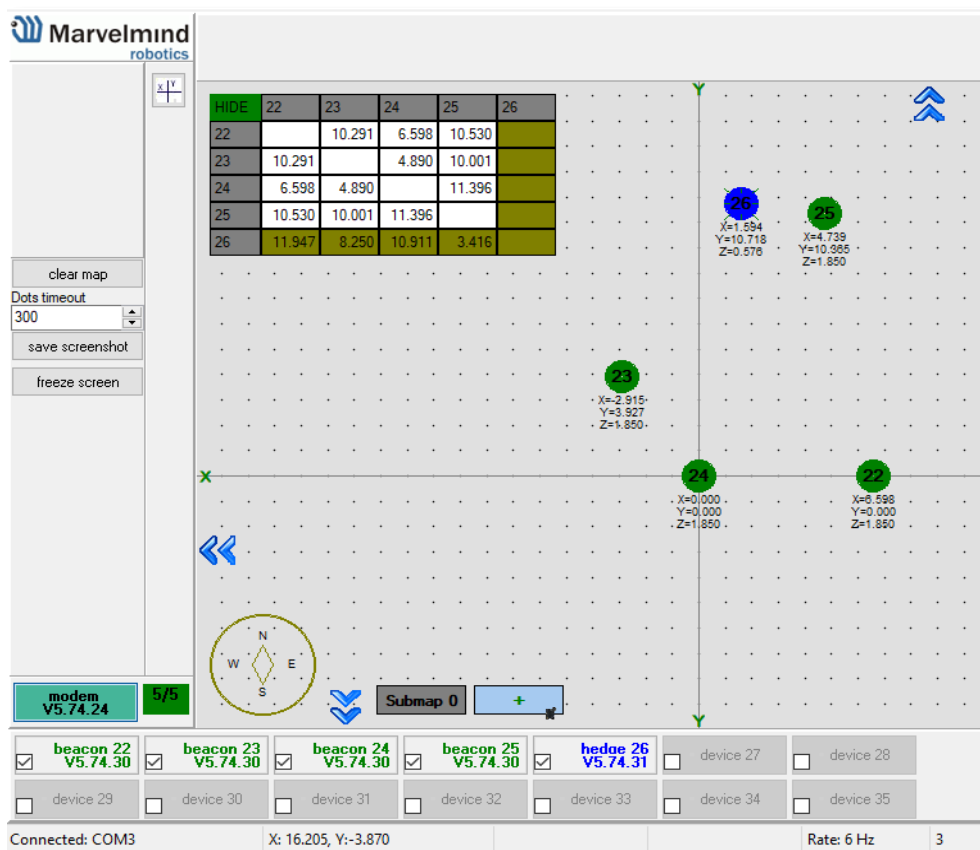 Marvelmind
robotics
X Y
HIDE 22 23 24 25 26
22 10.291 6.598 10.530
23 10.291 4.890 10.001
24 6.598 4.890 11.396
25 10.530 10.001 11.396
26 11.947 8.250 10.911 3.416
Y
26
X=1.594
Y=10.718
Z=0.576
25
X=4.739
Y=10.365
Z=1.850
clear map
Dots timeout
300
save screenshot
freeze screen
23
X=-2.915
Y=3.927
Z=1.850
X
24
X=0.000
Y=0.000
Z=1.850
22
X=6.598
Y=0.000
Z=1.850
N
W E
S
modem
V5.74.24
5/5
Submap 0
+
Y
beacon 22
V5.74.30
beacon 23
V5.74.30
beacon 24
V5.74.30
beacon 25
V5.74.30
hedge 26
V5.74.31
device 27
device 28
device 29
device 30
device 31
device 32
device 33
device 34
device 35
Connected: COM3 X: 16.205, Y:-3.870 Rate: 6 Hz 3